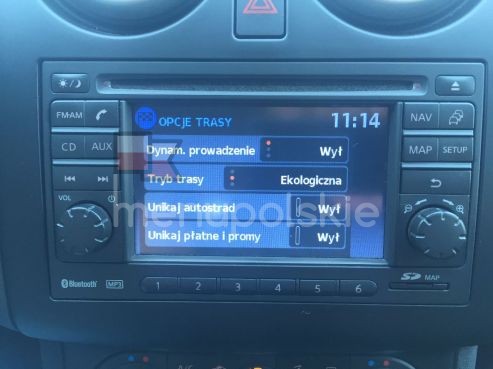 FM-AM
CD AUX
VOL
Bluetooth MP3
OPCJE TRASY 11:14
Dynam. prowadzenie Wył
Tryb trasy Ekologiczna
Unikaj autostrad Wył
Unikaj płatne i promy Wył
menupolskie
1 2 3 4 5 6
NAV
MAP SETUP
SD MAP